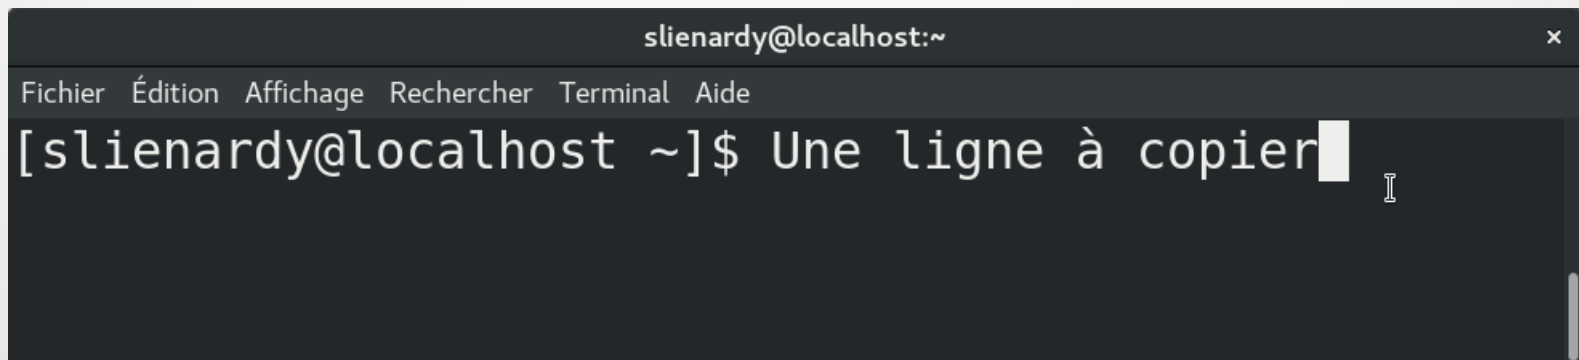 slienardy@localhost:~ ×
Fichier Édition Affichage Rechercher Terminal Aide
[slienardy@localhost ~]$ Une ligne à copier